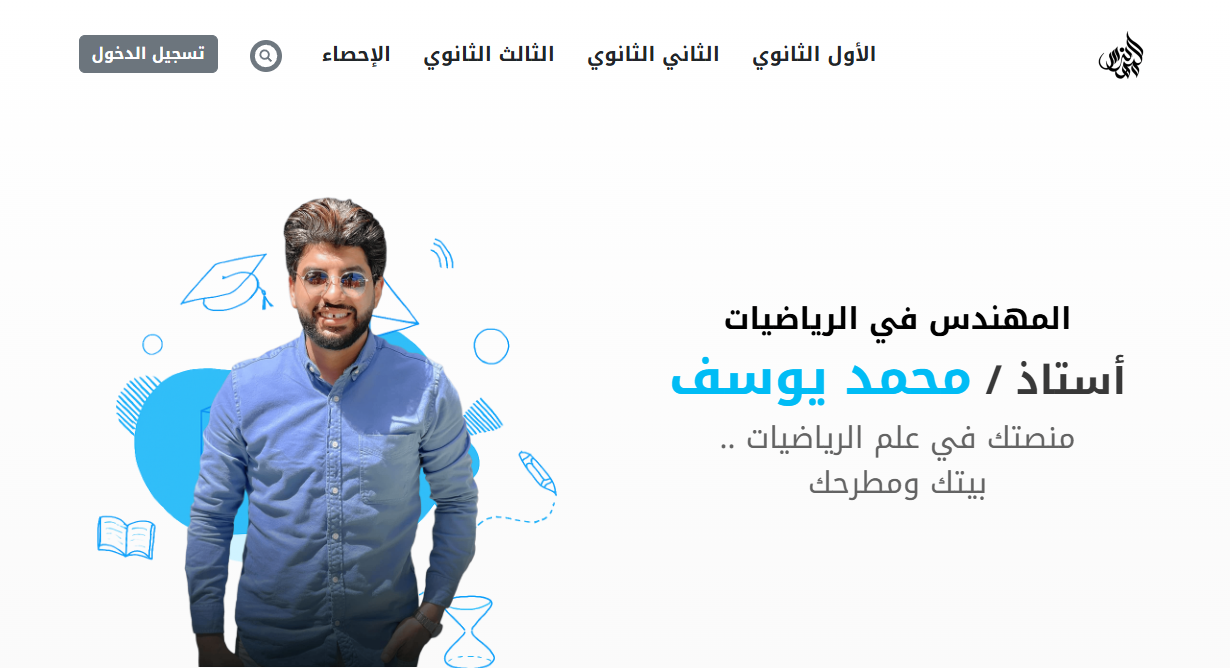 الأول الثانوي
الثاني الثانوي
الثالث الثانوي
الإحصاء
تسجيل الدخول
المهندس في الرياضيات
أستاذ / محمد يوسف
منصتك في علم الرياضيات ..
بيتك ومطرحك